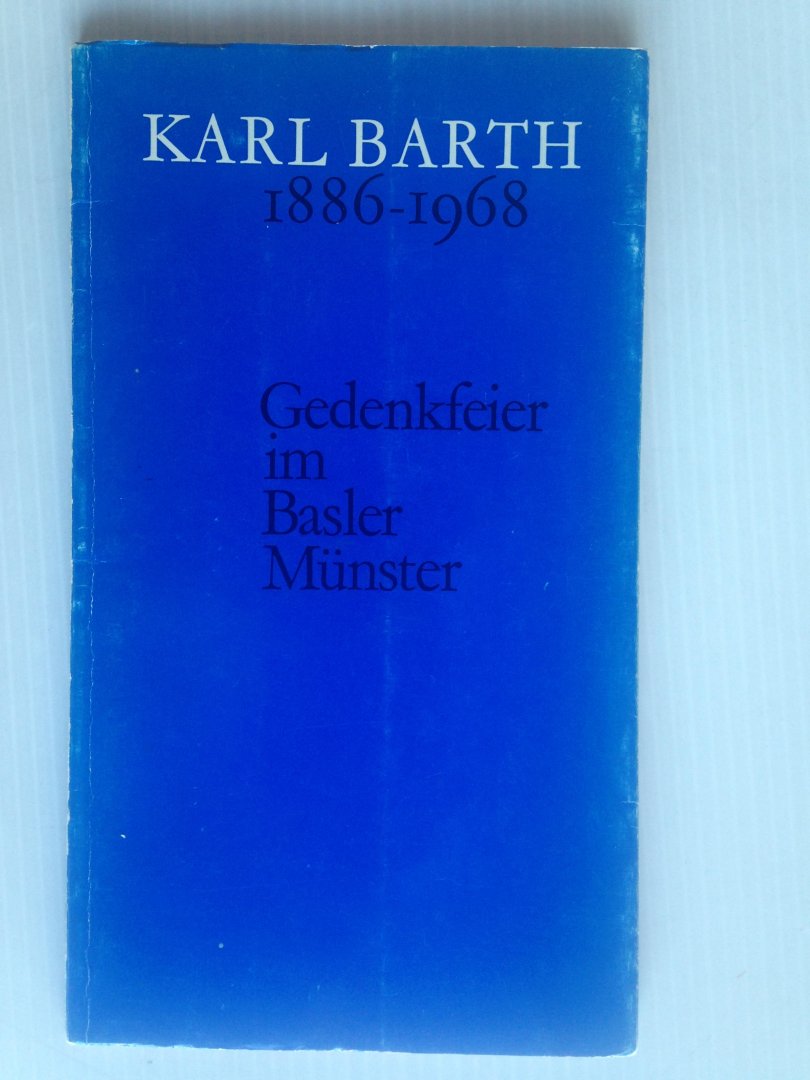 KARL BARTH
1886-1968
Gedenkfeier
im
Basler
Münster